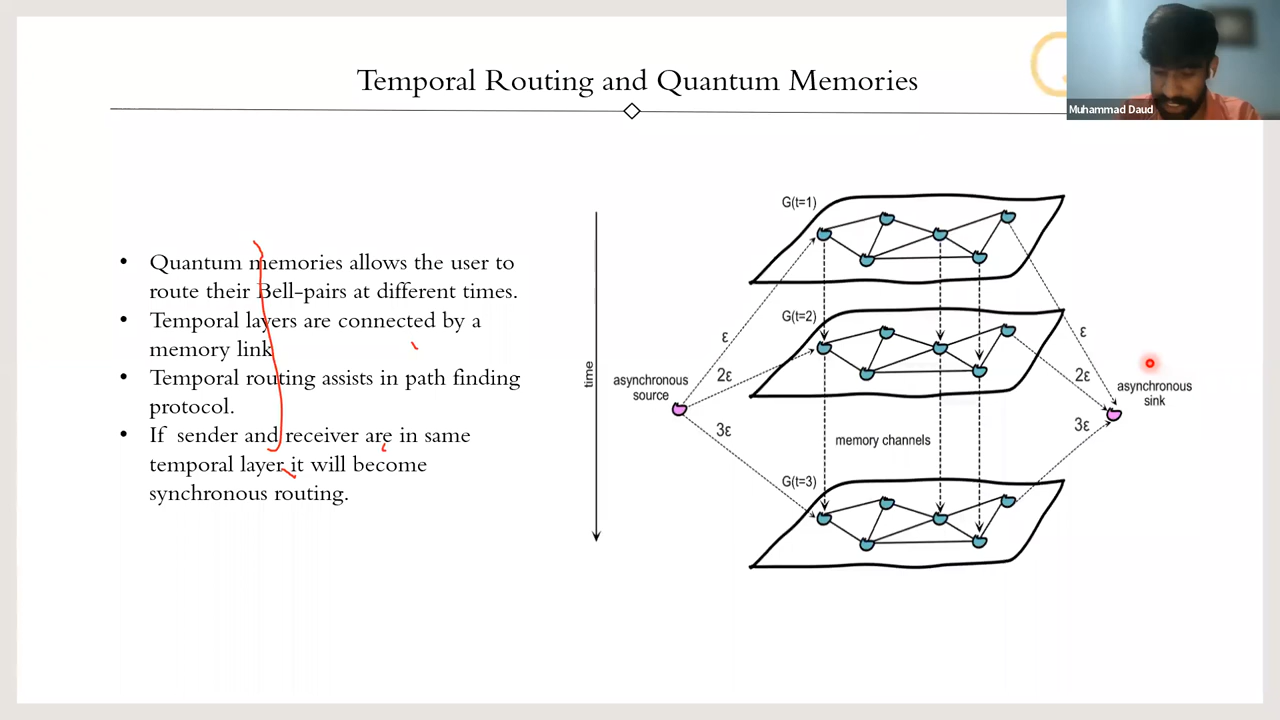 Temporal Routing and Quantum Memories
Muhammad Daud
• Quantum memories allows the user to
route their Bell-pairs at different times.
• Temporal layers are connected by a
memory link
• Temporal routing assists in path finding
protocol.
• If sender and receiver are in same
temporal layer it will become
synchronous routing.
time
G(t=1)
G(t=2)
G(t=3)
asynchronous
source
ε
2ε
3ε
memory channels
ε
2ε
3ε
asynchronous
sink